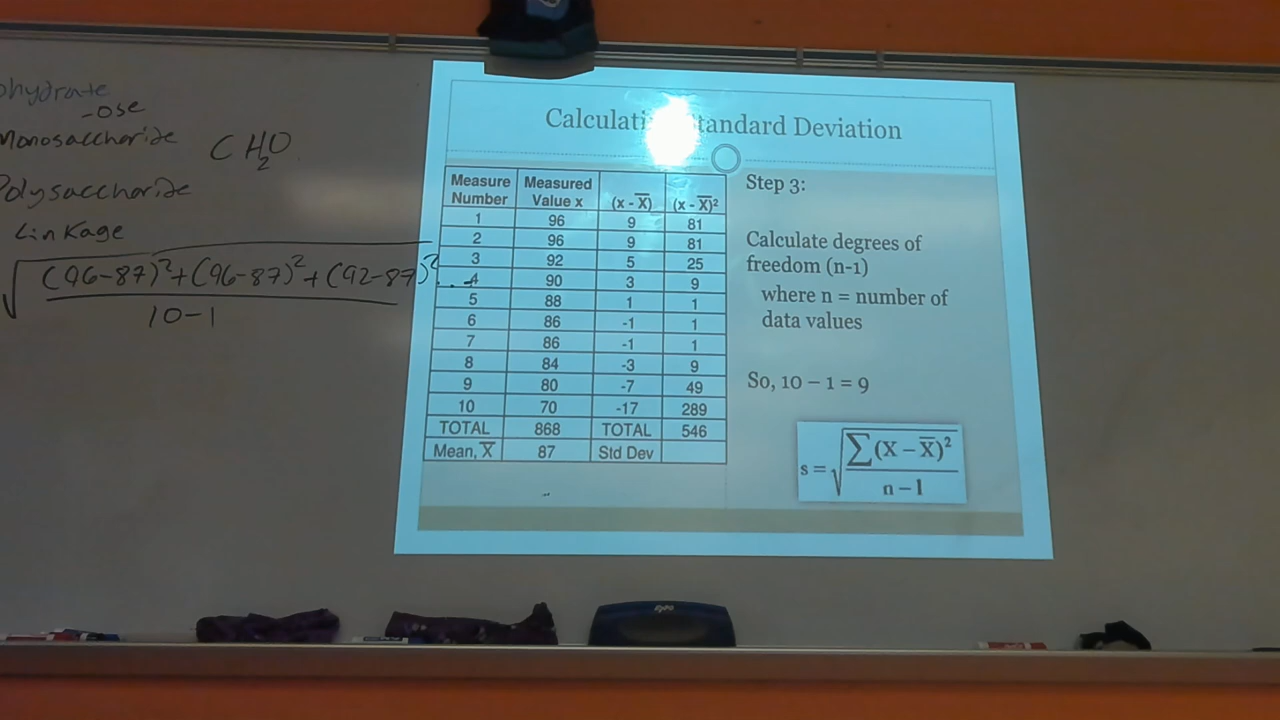 -ose
Monosaccharide
CH2O
Polysaccharide
Linkage
√((96-87)²+(96-87)²+(92-87)²....
10-1
Standard Deviation
Measure Number | Measured Value x | (x - X̅) | (x - X̅)²
1 | 96 | 9 | 81
2 | 96 | 9 | 81
3 | 92 | 5 | 25
4 | 90 | 3 | 9
5 | 88 | 1 | 1
6 | 86 | -1 | 1
7 | 86 | -1 | 1
8 | 84 | -3 | 9
9 | 80 | -7 | 49
10 | 70 | -17 | 289
TOTAL | 868 | TOTAL | 546
Mean, X̅ | 87 | Std Dev
Step 3:
Calculate degrees of
freedom (n-1)
where n = number of
data values
So, 10 – 1 = 9
s = √(∑(X – X̅)²
n – 1
EXPO